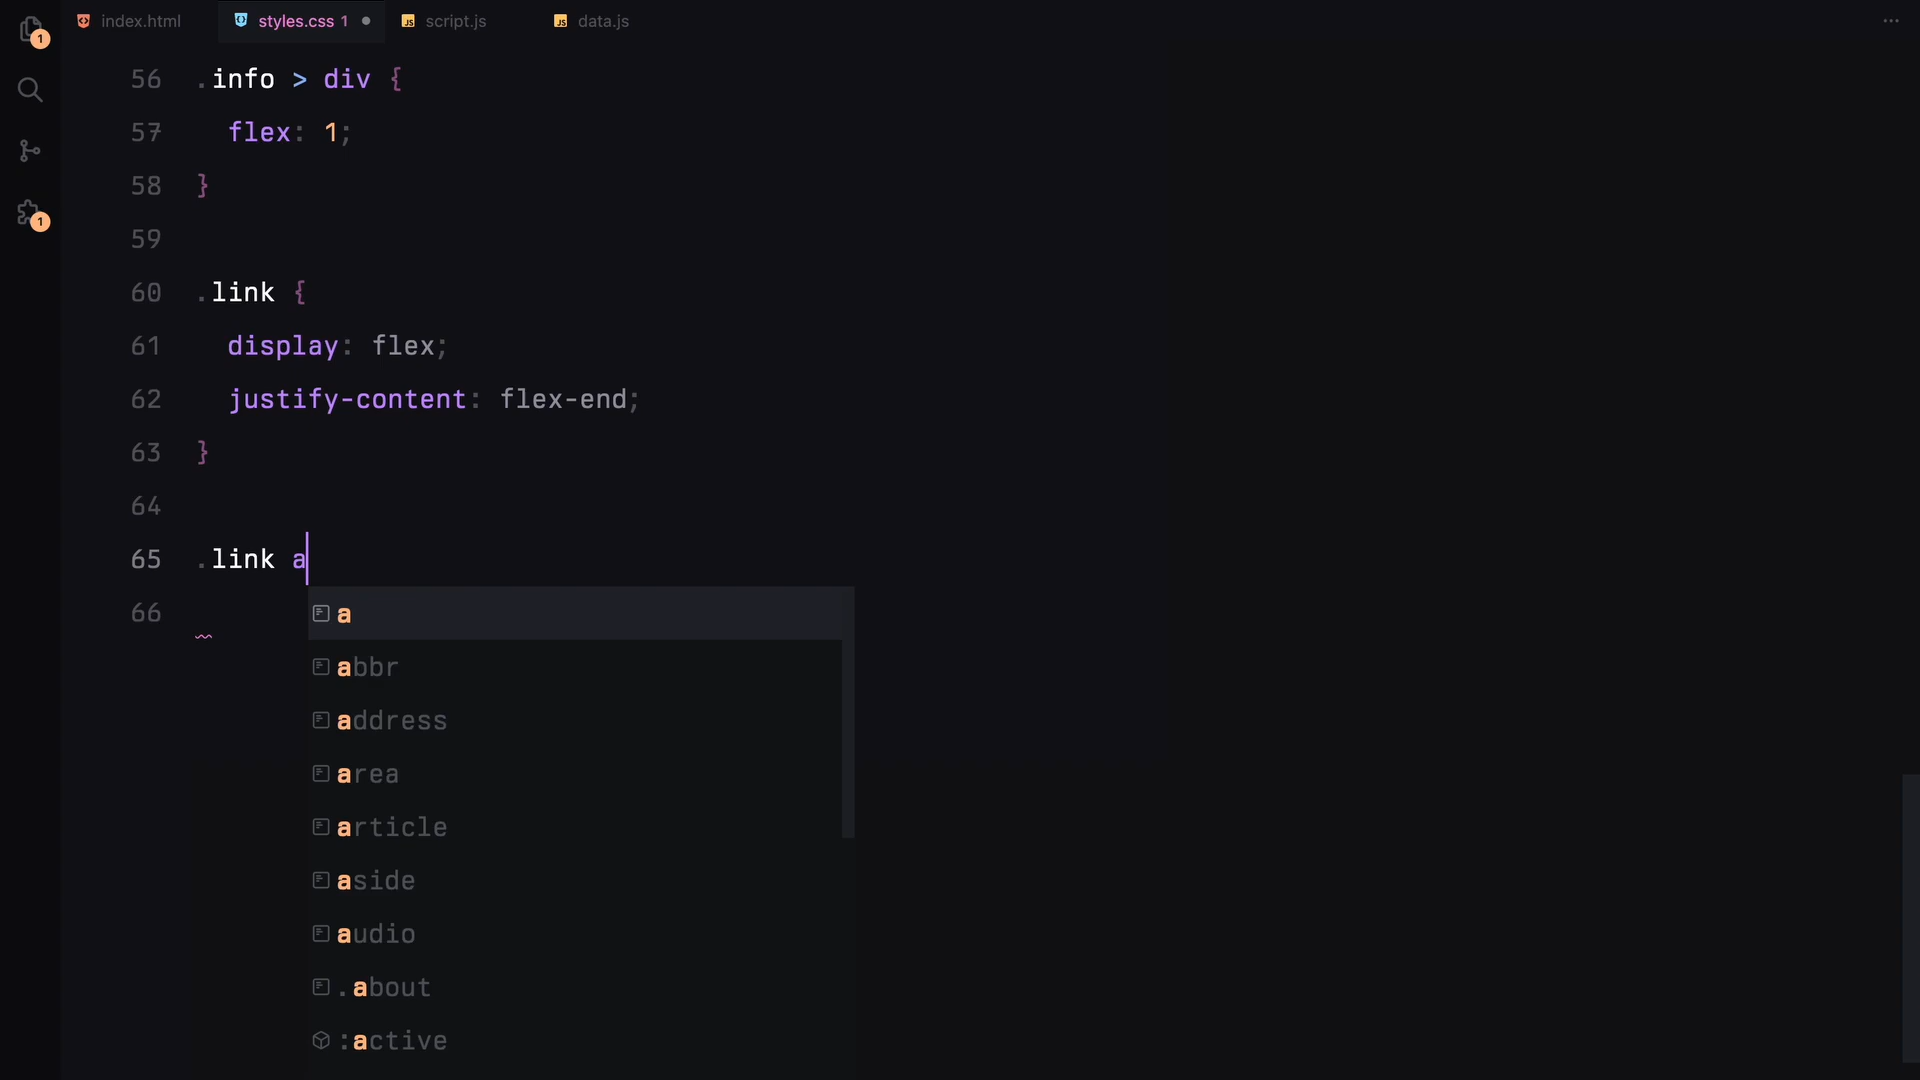 index.html
styles.css 1
script.js
data.js
1
1
56 .info > div {
57 flex: 1;
58 }
59
60 .link {
61 display: flex;
62 justify-content: flex-end;
63 }
64
65 .link a
66
a
abbr
address
area
article
aside
audio
.about
:active